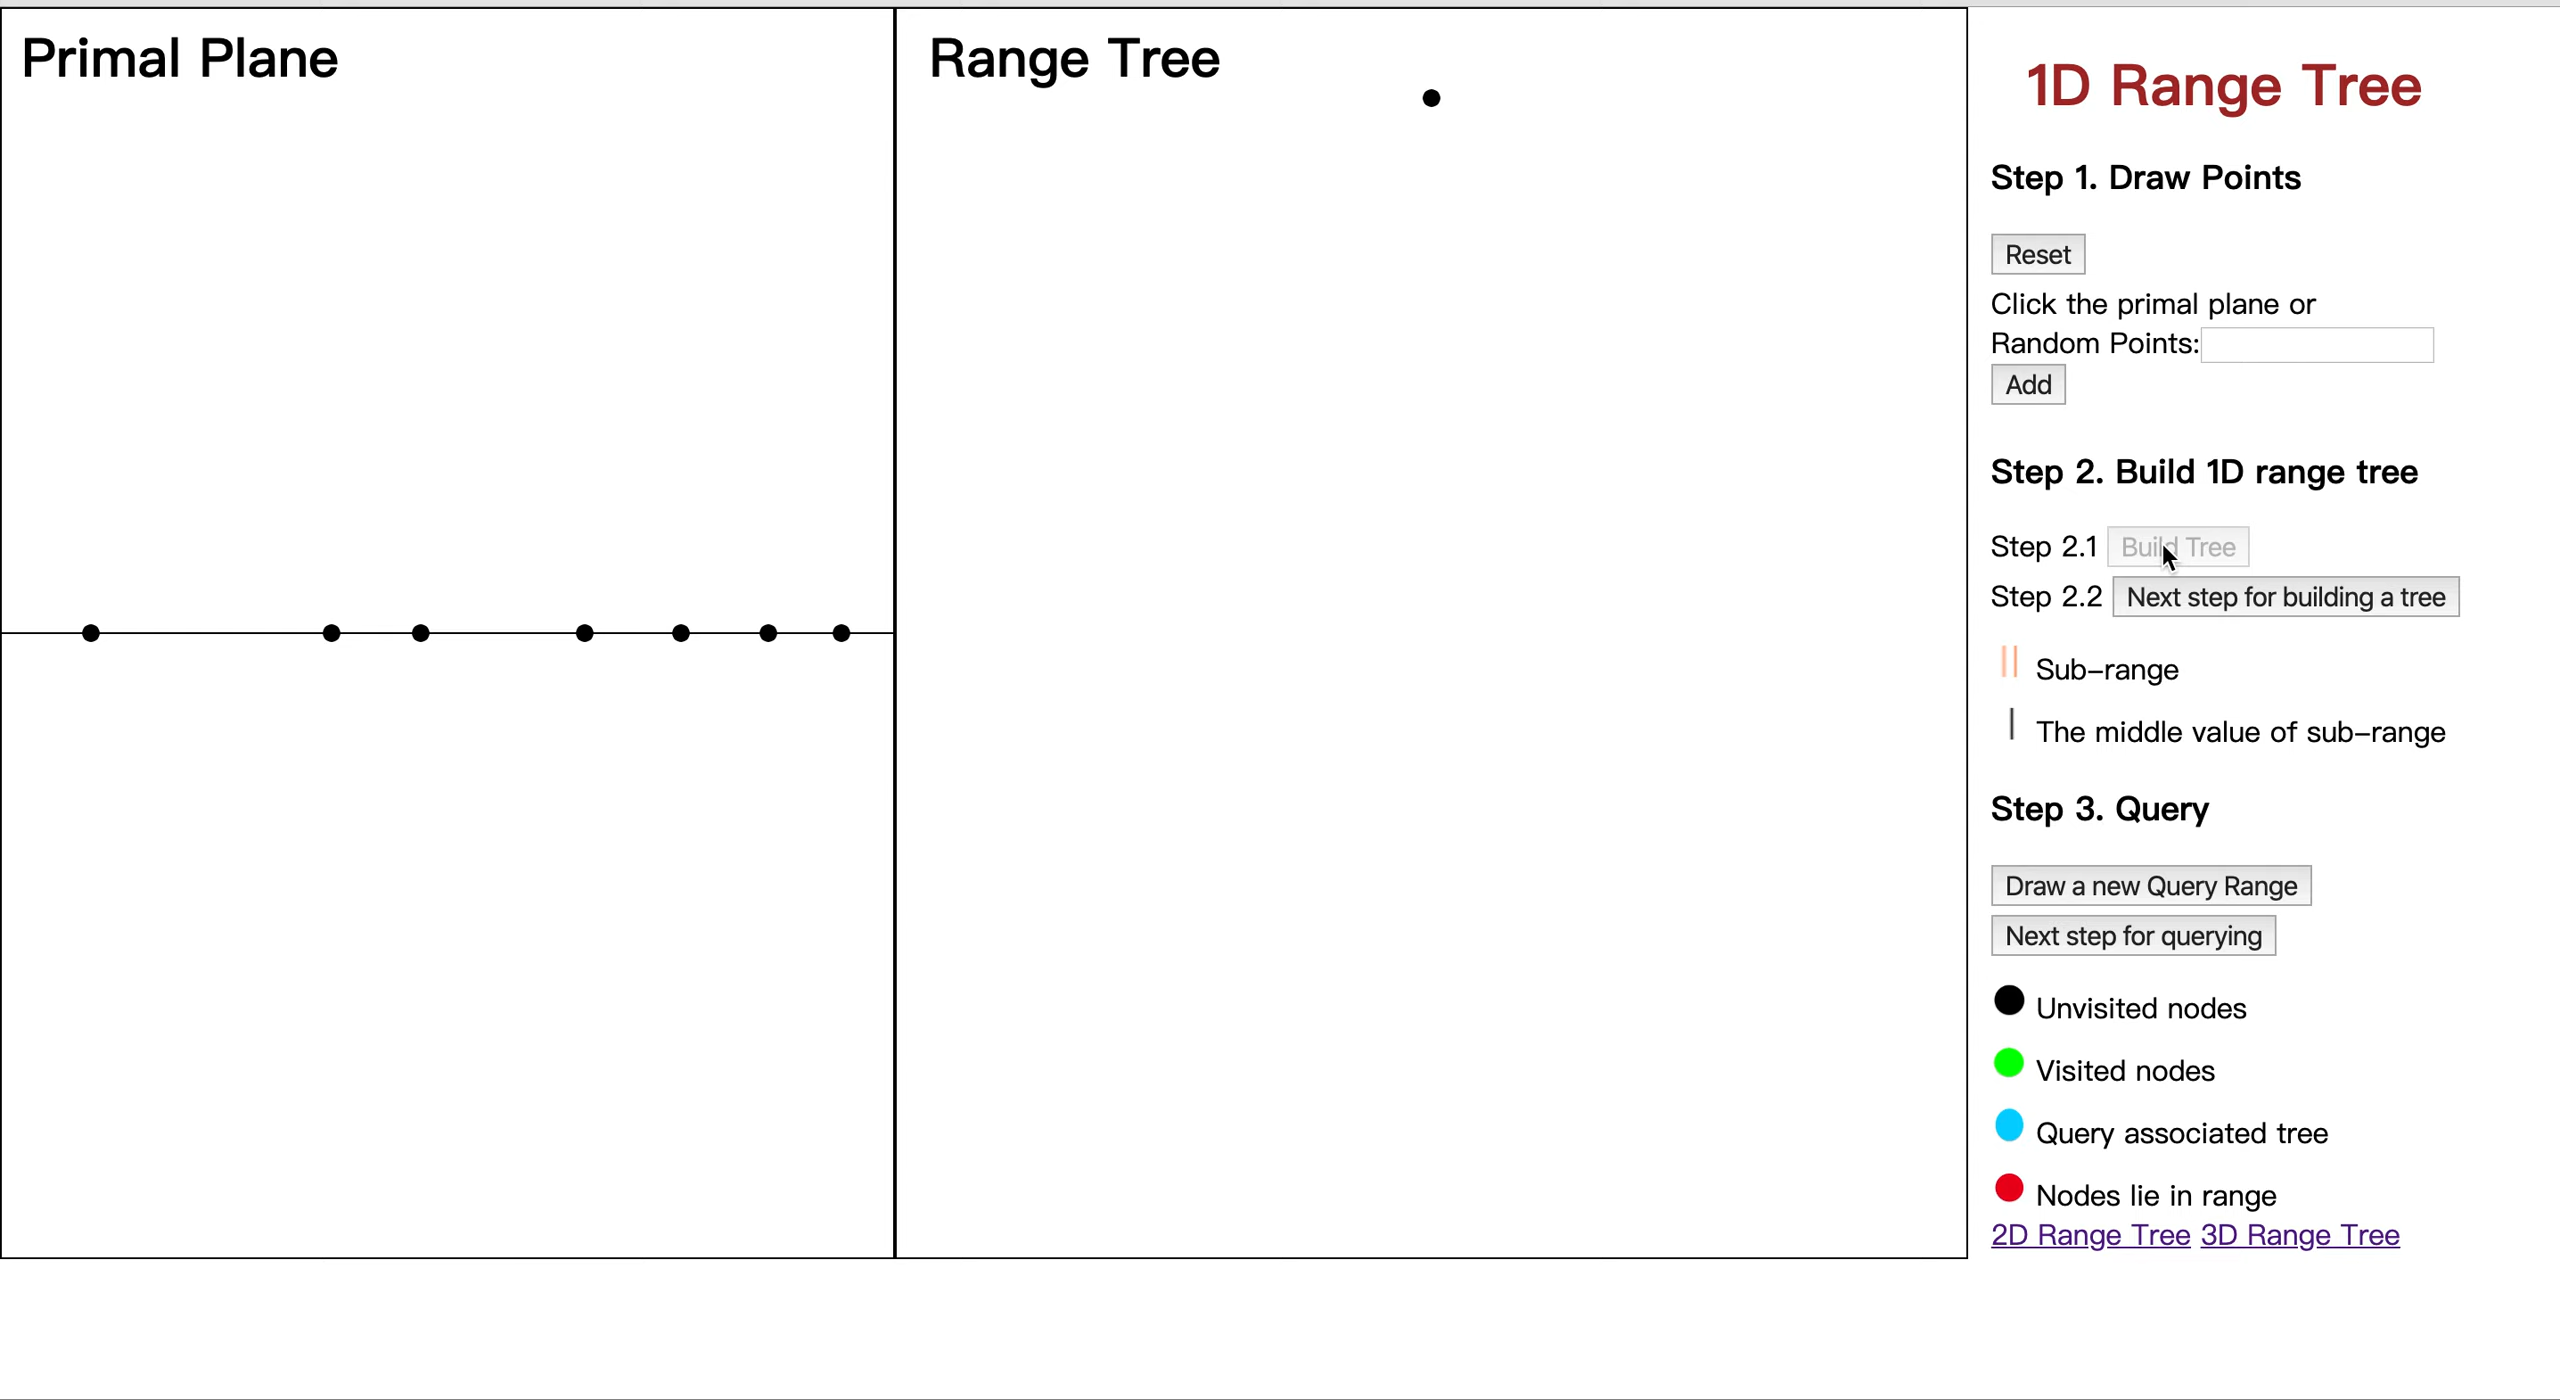 Primal Plane
Range Tree
1D Range Tree
Step 1. Draw Points
Reset
Click the primal plane or
Random Points:
Add
Step 2. Build 1D range tree
Step 2.1 Build Tree
Step 2.2 Next step for building a tree
Sub-range
The middle value of sub-range
Step 3. Query
Draw a new Query Range
Next step for querying
Unvisited nodes
Visited nodes
Query associated tree
Nodes lie in range
2D Range Tree 3D Range Tree